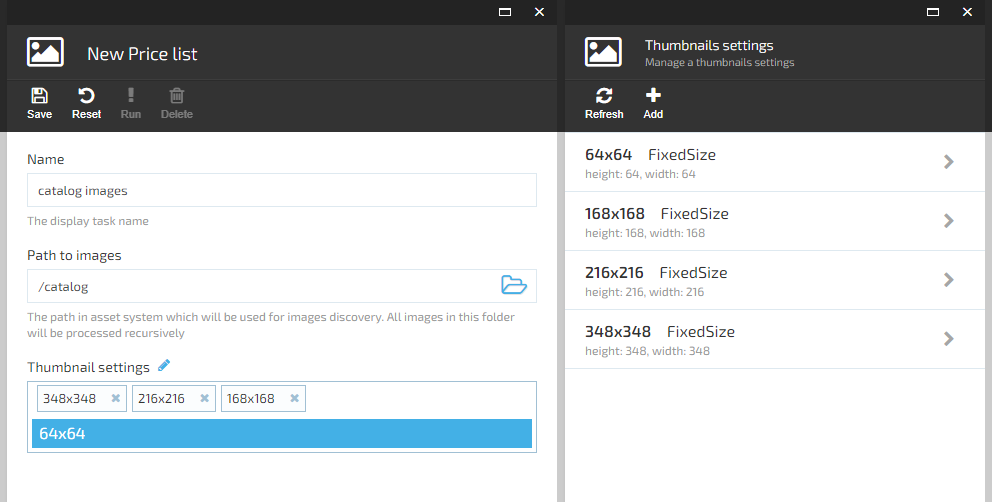 New Price list
Save Reset Run Delete
Name
catalog images
The display task name
Path to images
/catalog
The path in asset system which will be used for images discovery. All images in this folder
will be processed recursively
Thumbnail settings
348x348 216x216 168x168
64x64
Thumbnails settings
Manage a thumbnails settings
Refresh Add
64x64 FixedSize
height: 64, width: 64
168x168 FixedSize
height: 168, width: 168
216x216 FixedSize
height: 216, width: 216
348x348 FixedSize
height: 348, width: 348